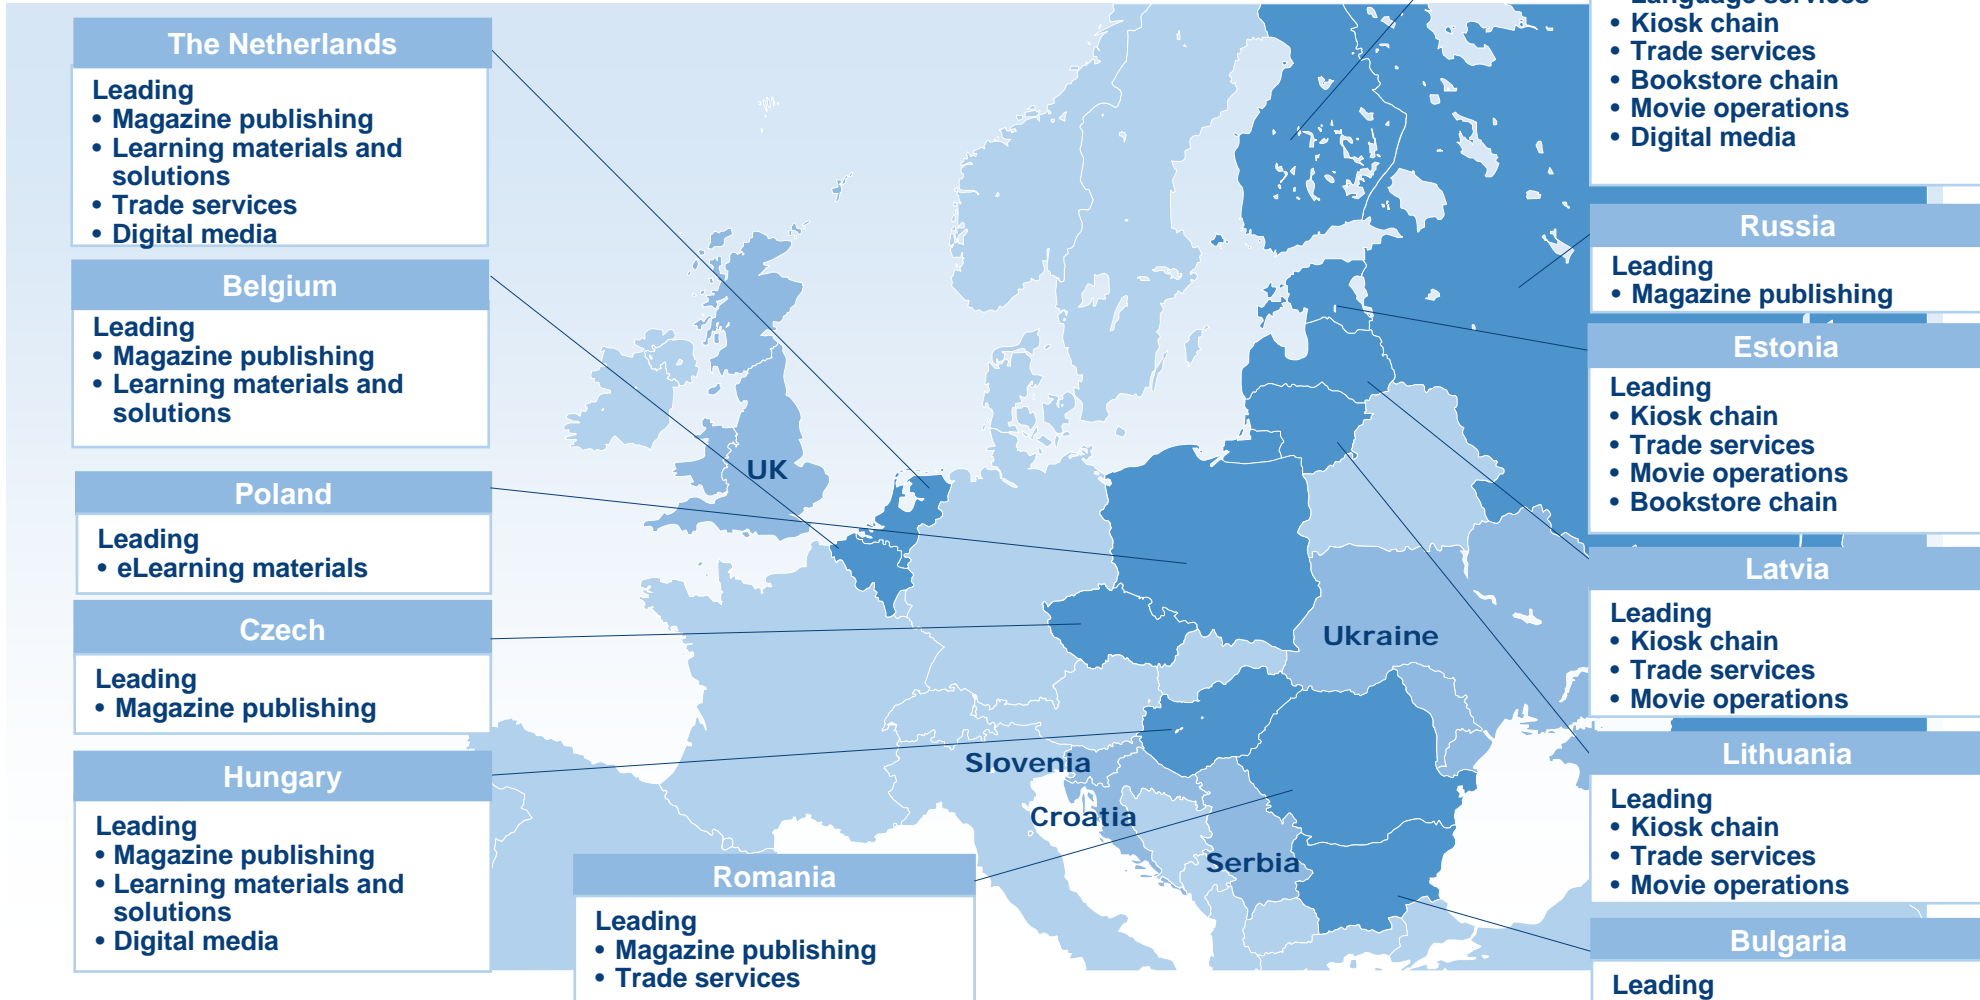 The Netherlands
Leading
• Magazine publishing
• Learning materials and
solutions
• Trade services
• Digital media
Belgium
Leading
• Magazine publishing
• Learning materials and
solutions
Poland
Leading
• eLearning materials
Czech
Leading
• Magazine publishing
Hungary
Leading
• Magazine publishing
• Learning materials and
solutions
• Digital media
Romania
Leading
• Magazine publishing
• Trade services
UK
Ukraine
Slovenia
Croatia
Serbia
Language services
• Kiosk chain
• Trade services
• Bookstore chain
• Movie operations
• Digital media
Russia
Leading
• Magazine publishing
Estonia
Leading
• Kiosk chain
• Trade services
• Movie operations
• Bookstore chain
Latvia
Leading
• Kiosk chain
• Trade services
• Movie operations
Lithuania
Leading
• Kiosk chain
• Trade services
• Movie operations
Bulgaria
Leading